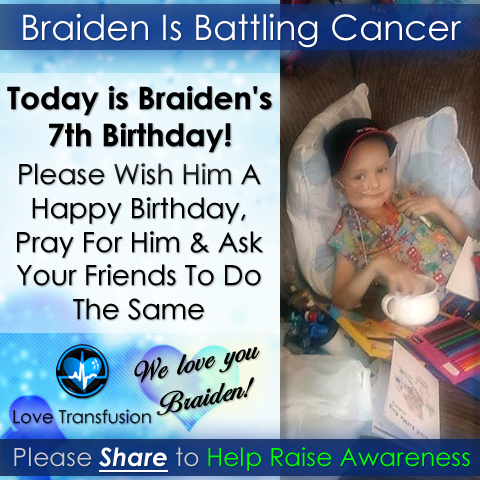 Braiden Is Battling Cancer
Today is Braiden's
7th Birthday!
Please Wish Him A
Happy Birthday,
Pray For Him & Ask
Your Friends To Do
The Same
We love you
Braiden!
Love Transfusion
Please Share to Help Raise Awareness